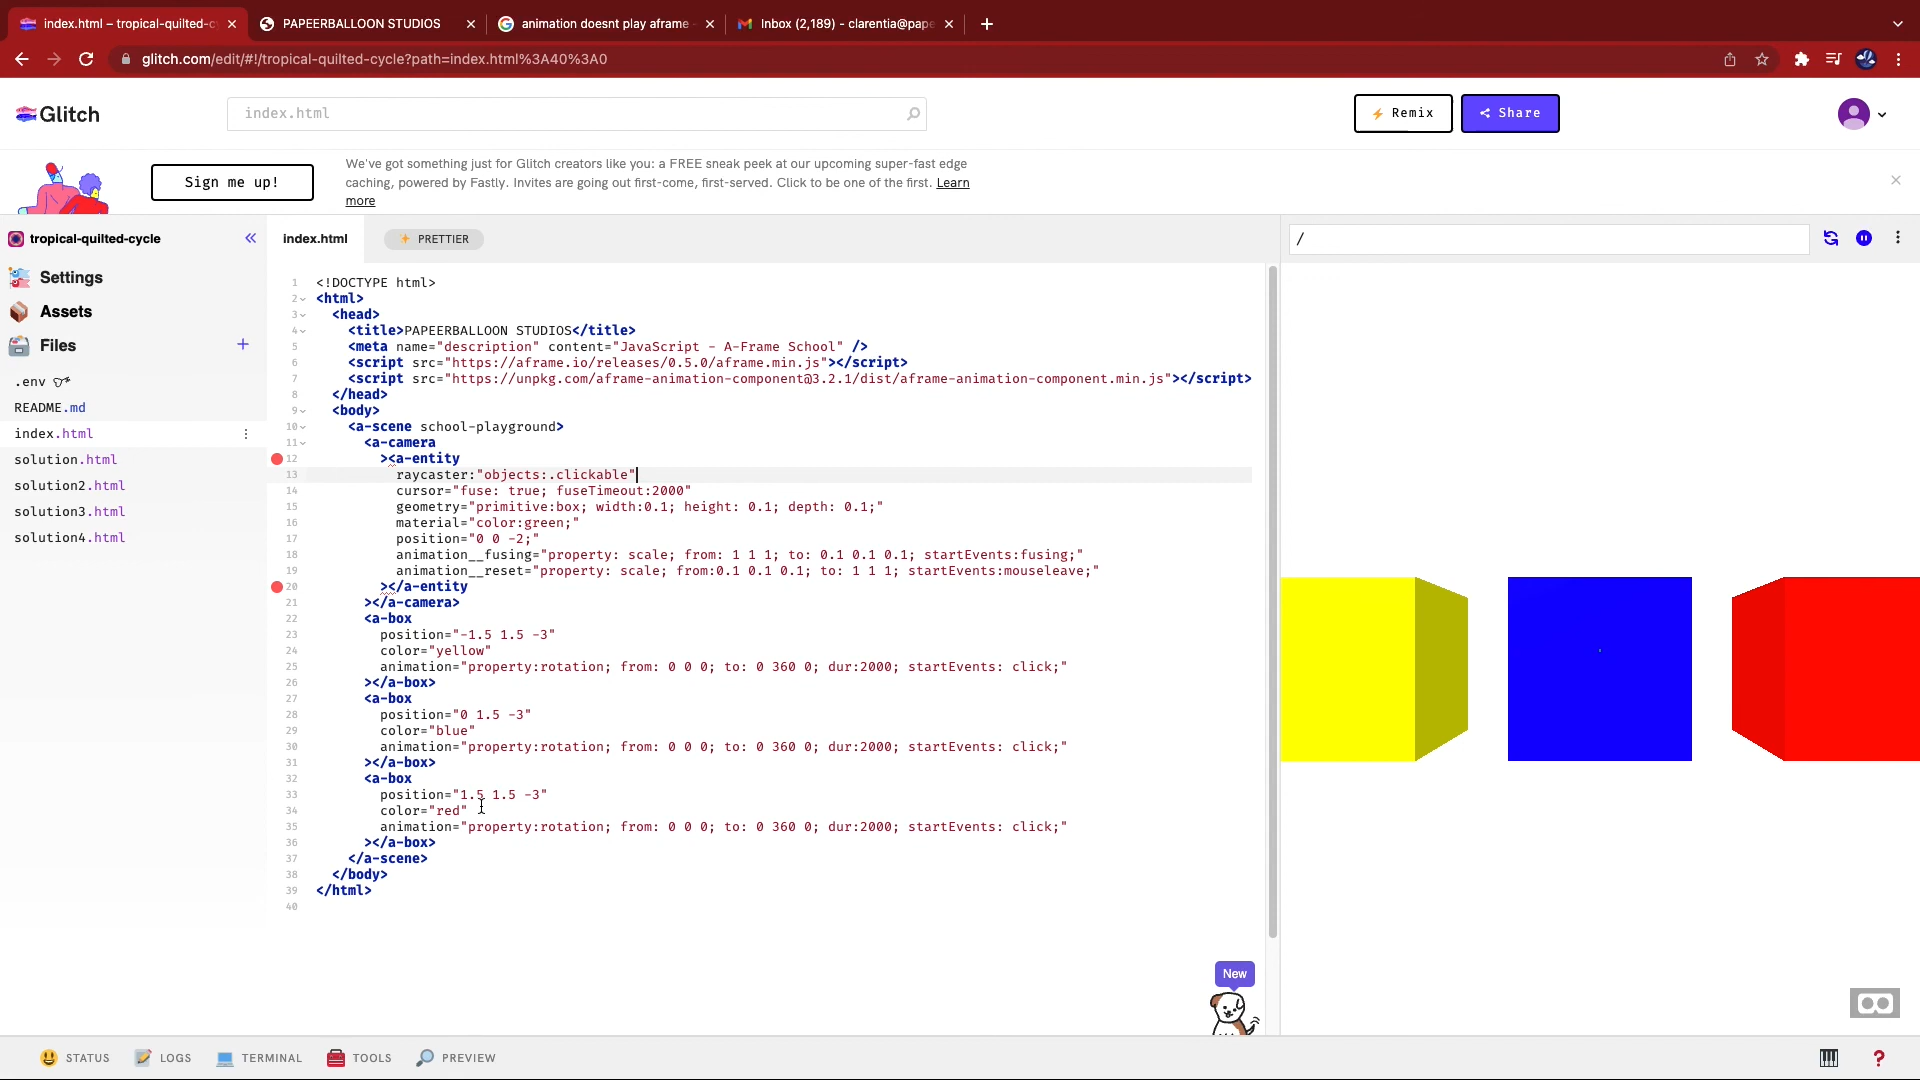 index.html – tropical-quilted-c
PAPEERBALLOON STUDIOS
animation doesnt play aframe
Inbox (2,189) - clarentia@pape
glitch.com/edit/#!/tropical-quilted-cycle?path=index.html%3A40%3A0
Glitch
index.html
Remix
Share
Sign me up!
We've got something just for Glitch creators like you: a FREE sneak peek at our upcoming super-fast edge
caching, powered by Fastly. Invites are going out first-come, first-served. Click to be one of the first. Learn
more
tropical-quilted-cycle
index.html
PRETTIER
/
Settings
Assets
Files
.env
README.md
index.html
solution.html
solution2.html
solution3.html
solution4.html
1 <!DOCTYPE html>
2 <html>
3 <head>
4 <title>PAPEERBALLOON STUDIOS</title>
5 <meta name="description" content="JavaScript - A-Frame School" />
6 <script src="https://aframe.io/releases/0.5.0/aframe.min.js"></script>
7 <script src="https://unpkg.com/aframe-animation-component@3.2.1/dist/aframe-animation-component.min.js"></script>
8 </head>
9 <body>
10 <a-scene school-playground>
11 <a-camera
12 ><a-entity
13 raycaster:"objects:.clickable"
14 cursor="fuse: true; fuseTimeout:2000"
15 geometry="primitive:box; width:0.1; height: 0.1; depth: 0.1;"
16 material="color:green;"
17 position="0 0 -2;"
18 animation__fusing="property: scale; from: 1 1 1; to: 0.1 0.1 0.1; startEvents:fusing;"
19 animation__reset="property: scale; from:0.1 0.1 0.1; to: 1 1 1; startEvents:mouseleave;"
20 ></a-entity
21 ></a-camera>
22 <a-box
23 position="-1.5 1.5 -3"
24 color="yellow"
25 animation="property:rotation; from: 0 0 0; to: 0 360 0; dur:2000; startEvents: click;"
26 ></a-box>
27 <a-box
28 position="0 1.5 -3"
29 color="blue"
30 animation="property:rotation; from: 0 0 0; to: 0 360 0; dur:2000; startEvents: click;"
31 ></a-box>
32 <a-box
33 position="1.5 1.5 -3"
34 color="red"
35 animation="property:rotation; from: 0 0 0; to: 0 360 0; dur:2000; startEvents: click;"
36 ></a-box>
37 </a-scene>
38 </body>
39 </html>
40
New
STATUS
LOGS
TERMINAL
TOOLS
PREVIEW
?